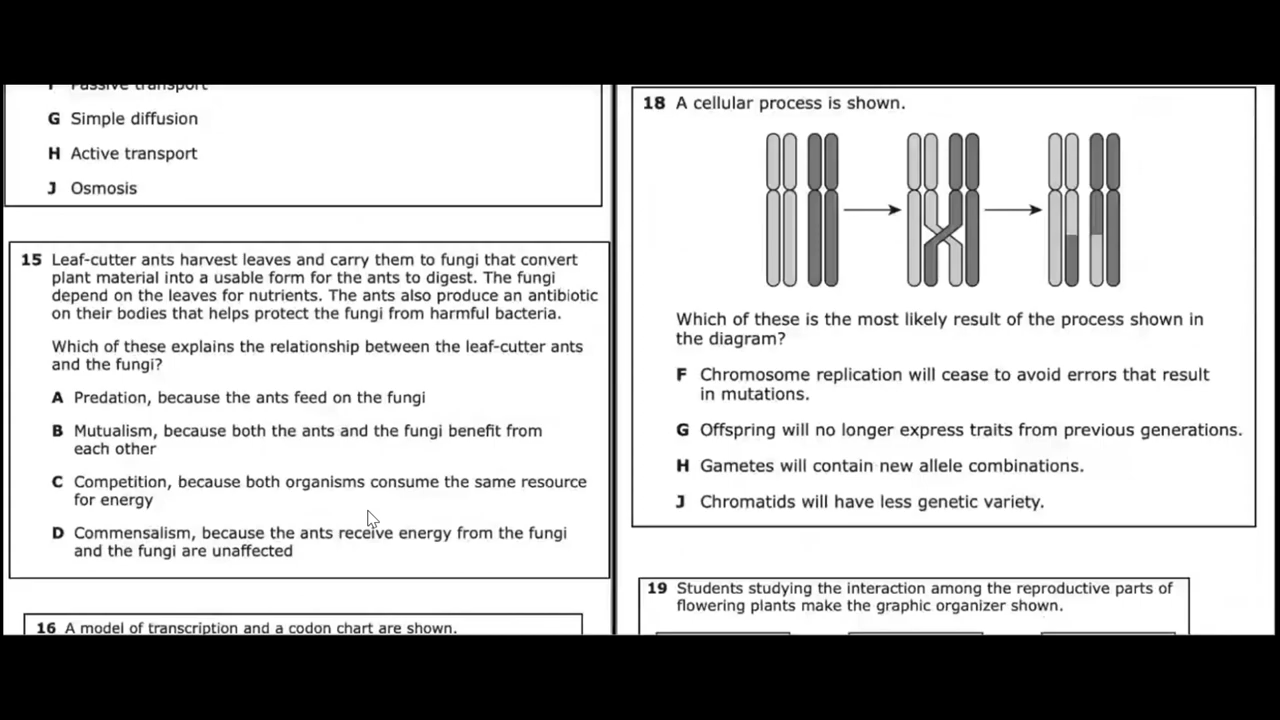 F Passive transport
G Simple diffusion
H Active transport
J Osmosis
15 Leaf-cutter ants harvest leaves and carry them to fungi that convert
plant material into a usable form for the ants to digest. The fungi
depend on the leaves for nutrients. The ants also produce an antibiotic
on their bodies that helps protect the fungi from harmful bacteria.
Which of these explains the relationship between the leaf-cutter ants
and the fungi?
A Predation, because the ants feed on the fungi
B Mutualism, because both the ants and the fungi benefit from
each other
C Competition, because both organisms consume the same resource
for energy
D Commensalism, because the ants receive energy from the fungi
and the fungi are unaffected
16 A model of transcription and a codon chart are shown.
18 A cellular process is shown.
Which of these is the most likely result of the process shown in
the diagram?
F Chromosome replication will cease to avoid errors that result
in mutations.
G Offspring will no longer express traits from previous generations.
H Gametes will contain new allele combinations.
J Chromatids will have less genetic variety.
19 Students studying the interaction among the reproductive parts of
flowering plants make the graphic organizer shown.